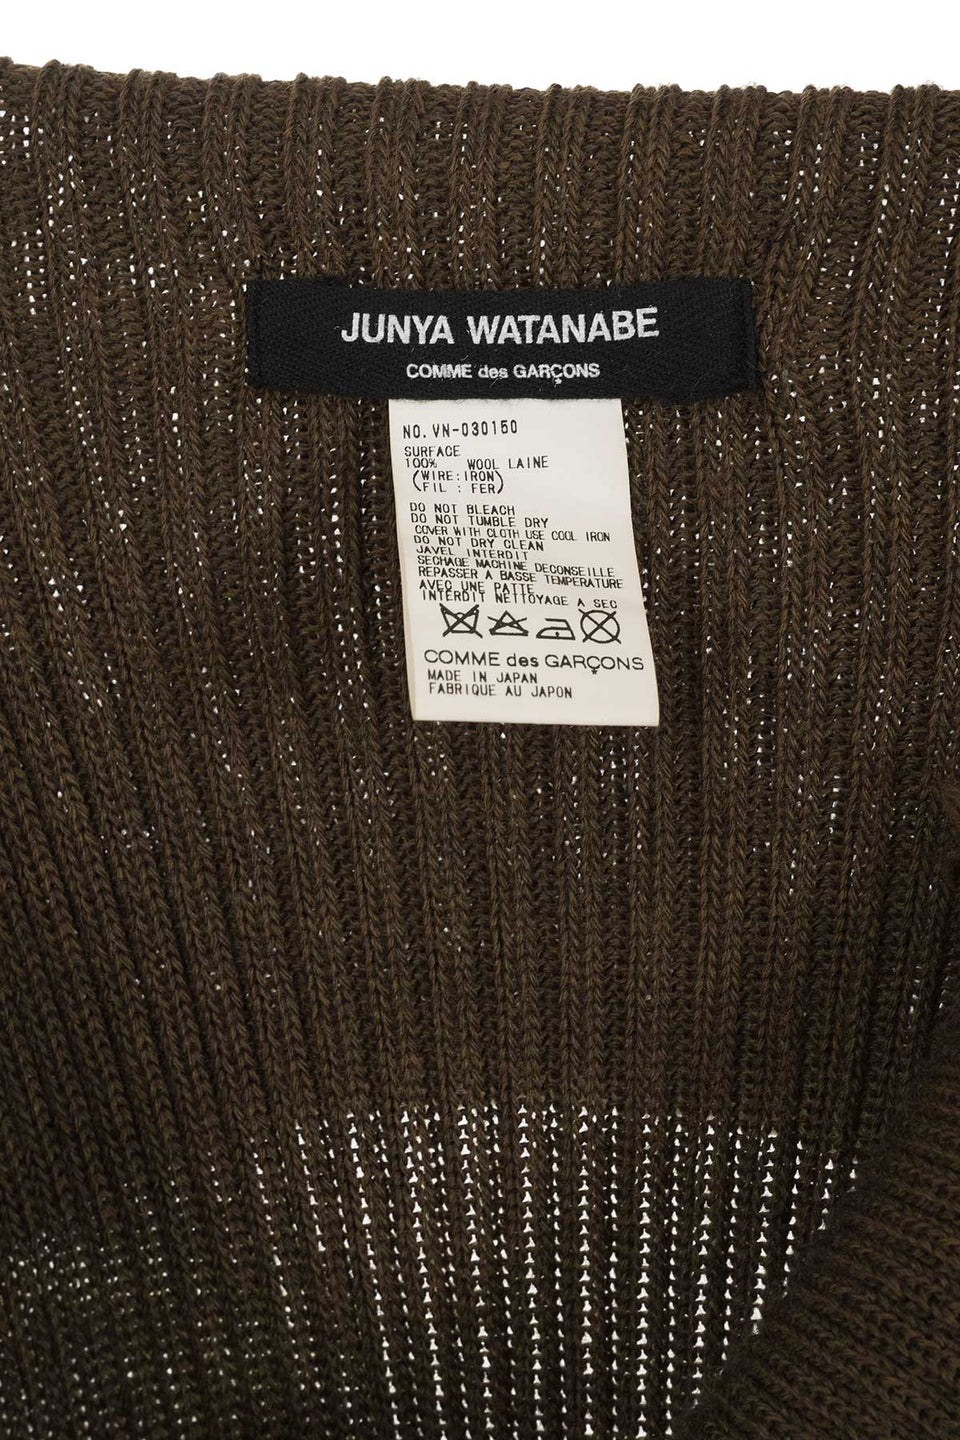 JUNYA WATANABE
COMME des GARÇONS
NO. VN-030150
SURFACE
100% WOOL LAINE
(WIRE:IRON)
(FIL : FER)
DO NOT BLEACH
DO NOT TUMBLE DRY
COVER WITH CLOTH USE COOL IRON
DO NOT DRY CLEAN
JAVEL INTERDIT
SECHAGE MACHINE DECONSEILLE
REPASSER A BASSE TEMPERATURE
AVEC UNE PATTE
INTERDIT NETTOYAGE A SEC
COMME des GARÇONS
MADE IN JAPAN
FABRIQUE AU JAPON